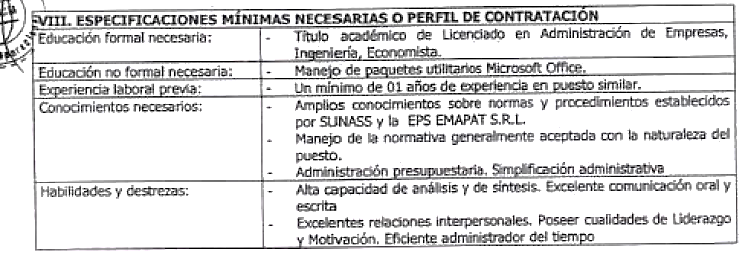 VIII. ESPECIFICACIONES MÍNIMAS NECESARIAS O PERFIL DE CONTRATACIÓN
Educación formal necesaria: - Título académico de Licenciado en Administración de Empresas,
Ingeniería, Economista.
Educación no formal necesaria: - Manejo de paquetes utilitarios Microsoft Office.
Experiencia laboral previa: - Un mínimo de 01 años de experiencia en puesto similar.
Conocimientos necesarios: - Amplios conocimientos sobre normas y procedimientos establecidos
por SUNASS y la EPS EMAPAT S.R.L.
- Manejo de la normativa generalmente aceptada con la naturaleza del
puesto.
- Administración presupuestaria. Simplificación administrativa
Habilidades y destrezas: - Alta capacidad de análisis y de síntesis. Excelente comunicación oral y
escrita
- Excelentes relaciones interpersonales. Poseer cualidades de Liderazgo
y Motivación. Eficiente administrador del tiempo